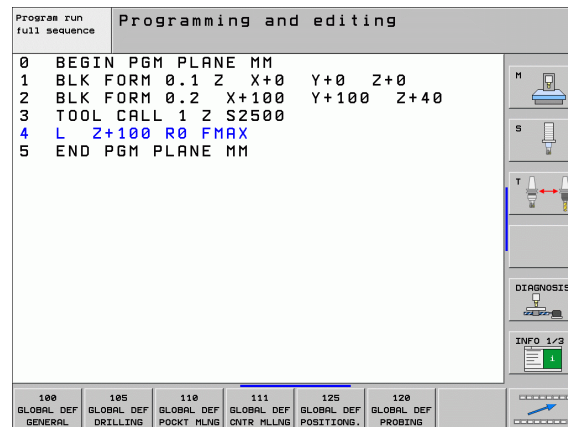 Program run
full sequence
Programming and editing
0 BEGIN PGM PLANE MM
1 BLK FORM 0.1 Z X+0 Y+0 Z+0
2 BLK FORM 0.2 X+100 Y+100 Z+40
3 TOOL CALL 1 Z S2500
4 L Z+100 R0 FMAX
5 END PGM PLANE MM
M
S
T
DIAGNOSIS
INFO 1/3
i
100
GLOBAL DEF
GENERAL
105
GLOBAL DEF
DRILLING
110
GLOBAL DEF
POCKT MLNG
111
GLOBAL DEF
CNTR MLLNG
125
GLOBAL DEF
POSITIONG.
120
GLOBAL DEF
PROBING